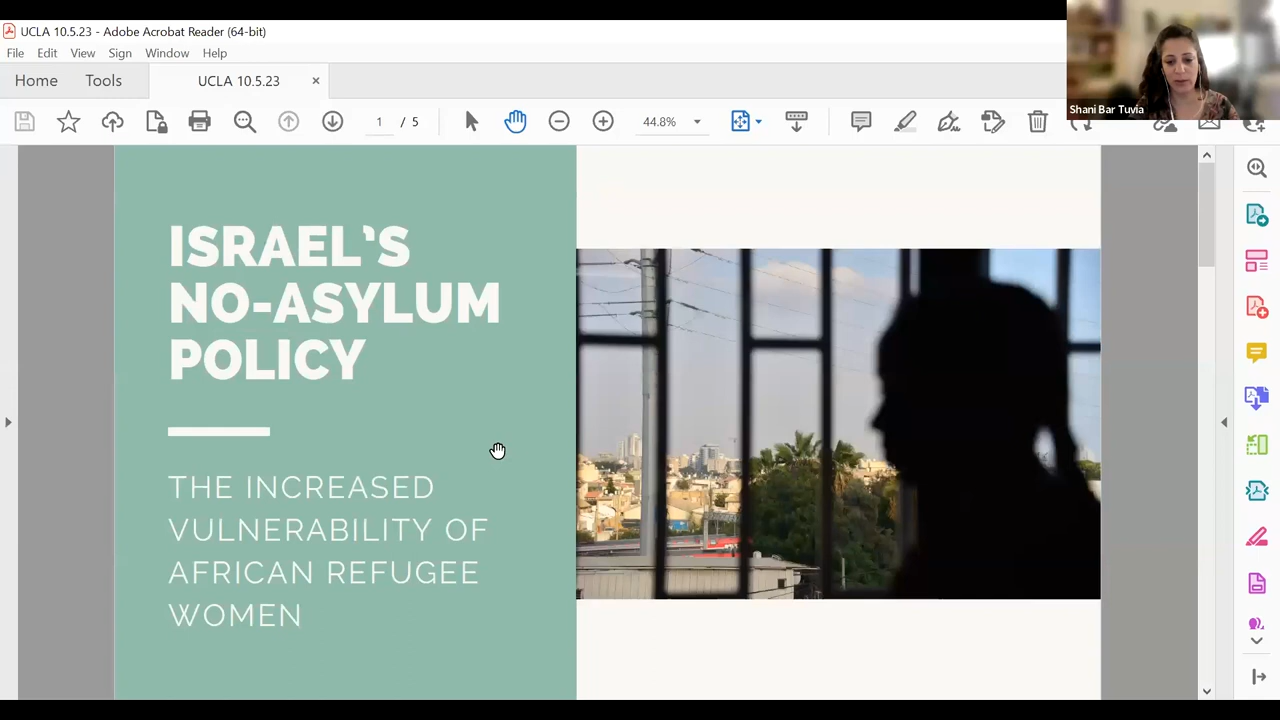 UCLA 10.5.23 - Adobe Acrobat Reader (64-bit)
File Edit View Sign Window Help
Home Tools UCLA 10.5.23 ×
1 / 5 44.8%
Shani Bar Tuvia
ISRAEL`S
NO-ASYLUM
POLICY
THE INCREASED
VULNERABILITY OF
AFRICAN REFUGEE
WOMEN